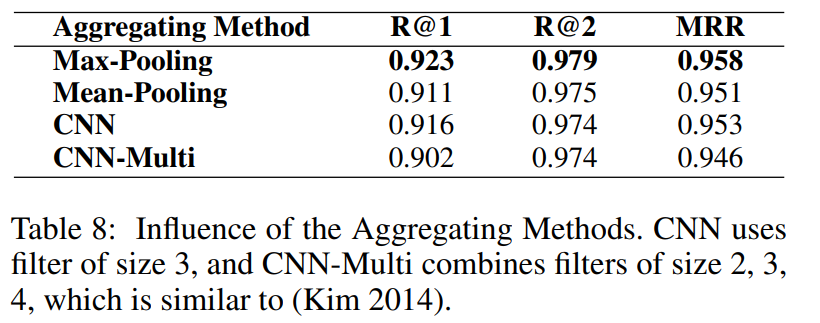 Aggregating Method R@1 R@2 MRR
Max-Pooling 0.923 0.979 0.958
Mean-Pooling 0.911 0.975 0.951
CNN 0.916 0.974 0.953
CNN-Multi 0.902 0.974 0.946
Table 8: Influence of the Aggregating Methods. CNN uses
filter of size 3, and CNN-Multi combines filters of size 2, 3,
4, which is similar to (Kim 2014).